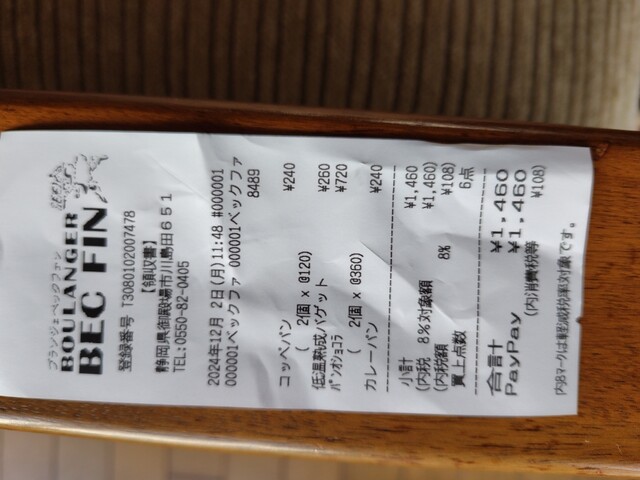 ブランジェベックファン
BOULANGER
BEC FIN
登録番号 T3080102007478
【領収書】
静岡県御殿場市川島田651
TEL:0550-82-0405
2024年12月 2日(月)11:48 #000001
000001ベックファ 000001ベックファ
8489
コッペパン ¥240
( 2個 x @120)
低温熟成バゲット ¥260
パンオショコラ ¥720
( 2個 x @360)
カレーパン ¥240
小計 ¥1,460
(内税 8%対象額 ¥1,460)
(内税額 8% ¥108)
買上点数 6点
合計 ¥1,460
PayPay ¥1,460
(内消費税等 ¥108)
内8マークは軽減税率対象です。